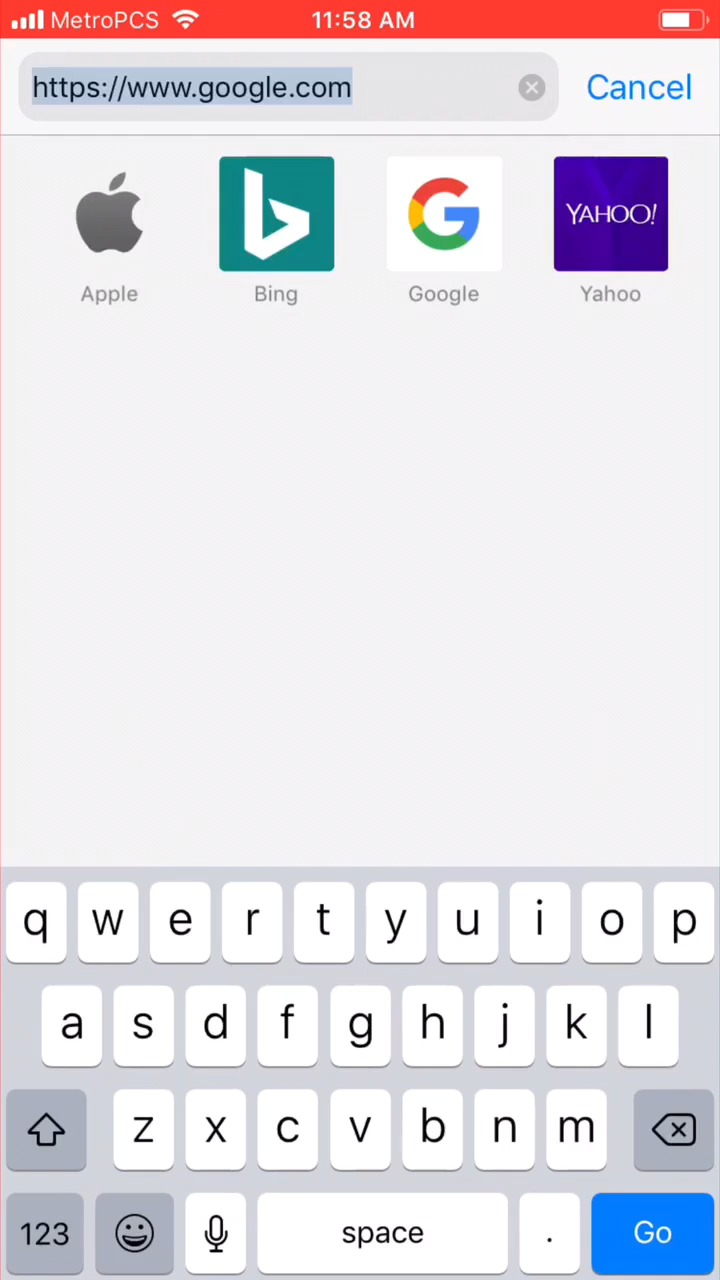 MetroPCS 11:58 AM
https://www.google.com Cancel
YAHOO!
Apple Bing Google Yahoo
q w e r t y u i o p
a s d f g h j k l
z x c v b n m
123 space . Go